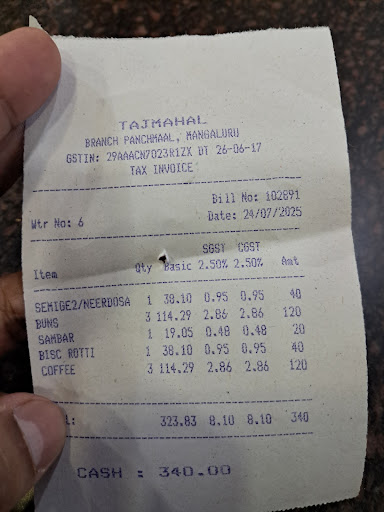 TAJMAHAL
BRANCH PANCHMAAL, MANGALURU
GSTIN: 29AAACN7023R1ZX DT 26-06-17
TAX INVOICE
Bill No: 102891
Wtr No: 6 Date: 24/07/2025
SGST CGST
Item Qty Basic 2.50% 2.50% Amt
SEMIGE2/NEERDOSA 1 38.10 0.95 0.95 40
BUNS 3 114.29 2.86 2.86 120
SAMBAR 1 19.05 0.48 0.48 20
BISC ROTTI 1 38.10 0.95 0.95 40
COFFEE 3 114.29 2.86 2.86 120
l: 323.83 8.10 8.10 340
CASH : 340.00